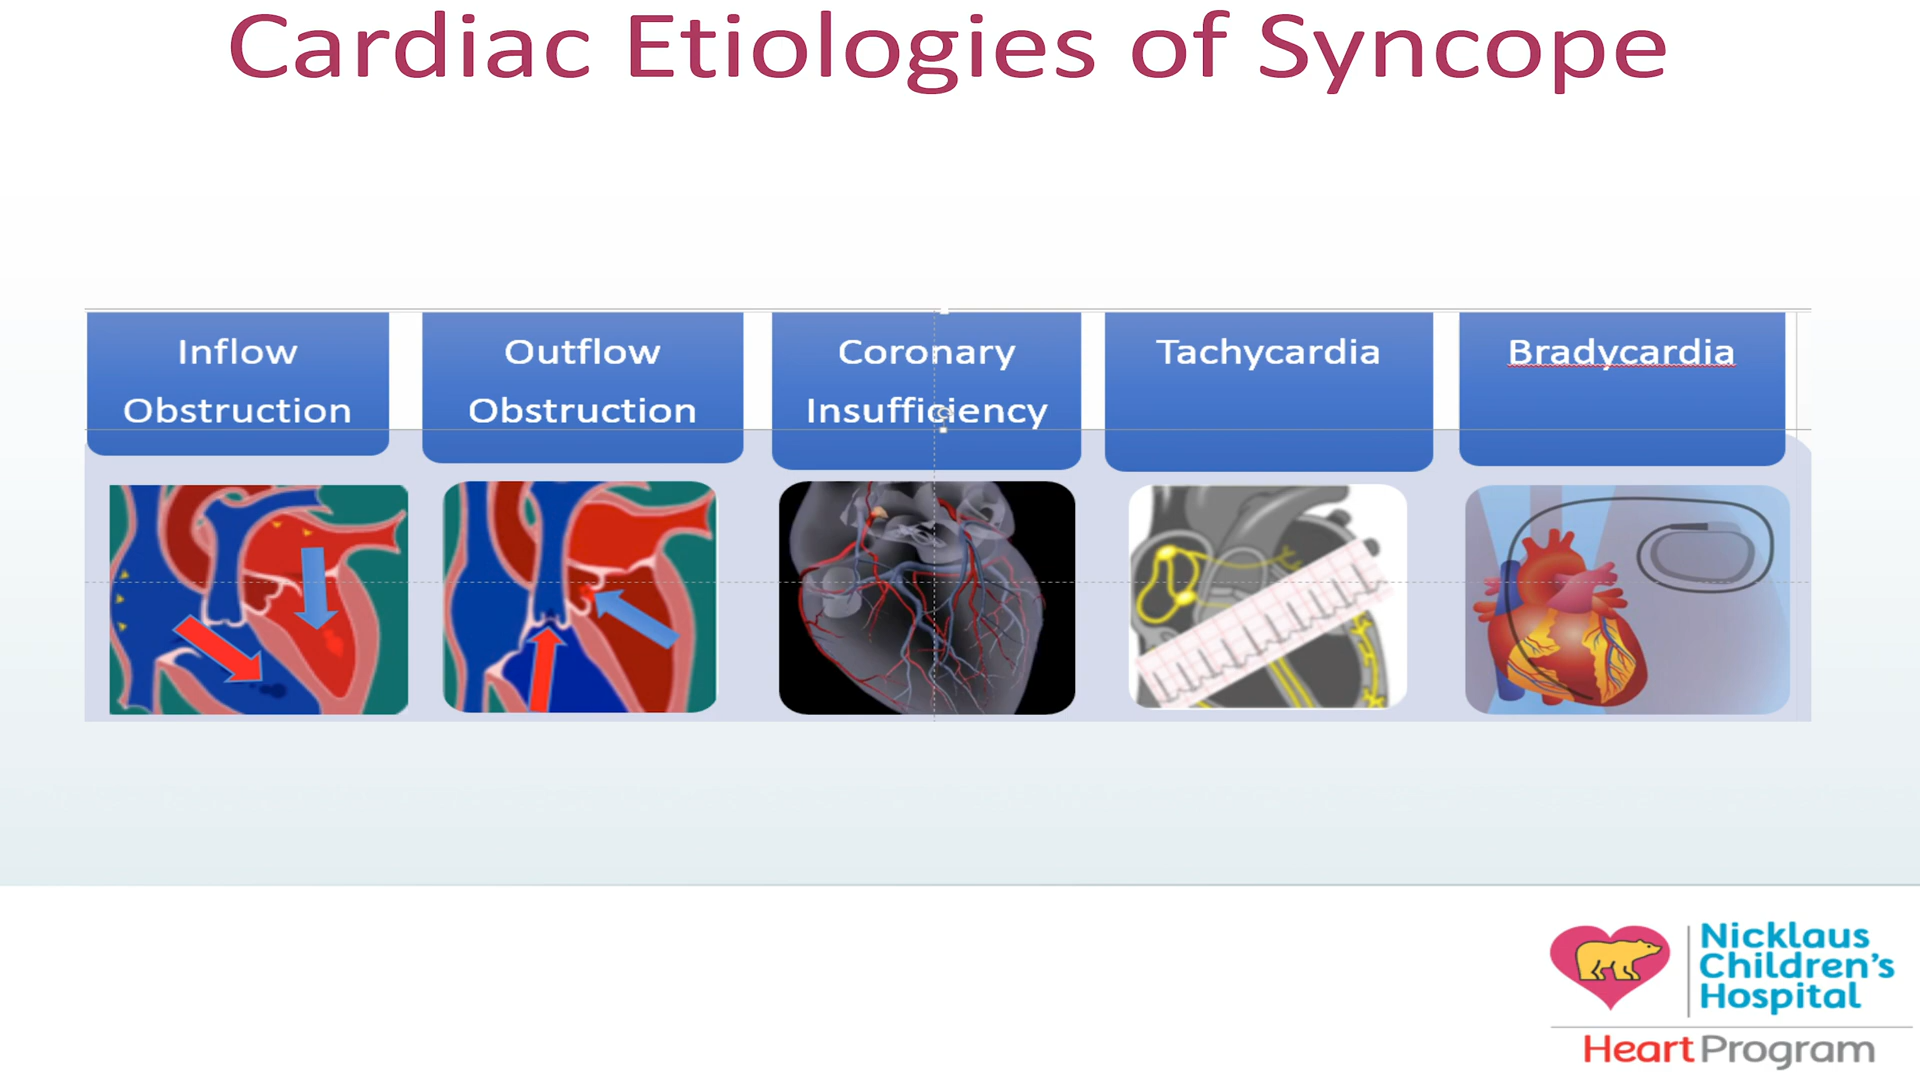 Cardiac Etiologies of Syncope
Inflow
Obstruction
Outflow
Obstruction
Coronary
Insufficiency
Tachycardia
Bradycardia
Nicklaus
Children's
Hospital
Heart Program